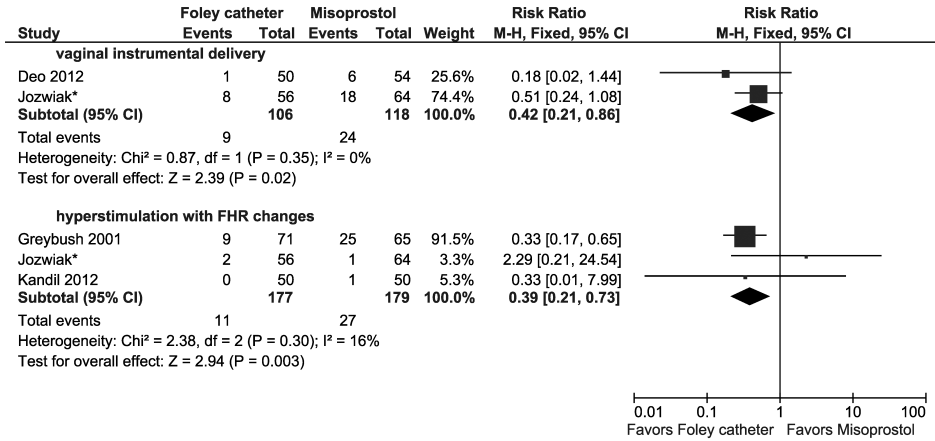 Foley catheter Misoprostol Risk Ratio Risk Ratio
Study Events Total Events Total Weight M-H, Fixed, 95% CI M-H, Fixed, 95% CI
vaginal instrumental delivery
Deo 2012 1 50 6 54 25.6% 0.18 [0.02, 1.44]
Jozwiak* 8 56 18 64 74.4% 0.51 [0.24, 1.08]
Subtotal (95% CI) 106 118 100.0% 0.42 [0.21, 0.86]
Total events 9 24
Heterogeneity: Chi² = 0.87, df = 1 (P = 0.35); I² = 0%
Test for overall effect: Z = 2.39 (P = 0.02)
hyperstimulation with FHR changes
Greybush 2001 9 71 25 65 91.5% 0.33 [0.17, 0.65]
Jozwiak* 2 56 1 64 3.3% 2.29 [0.21, 24.54]
Kandil 2012 0 50 1 50 5.3% 0.33 [0.01, 7.99]
Subtotal (95% CI) 177 179 100.0% 0.39 [0.21, 0.73]
Total events 11 27
Heterogeneity: Chi² = 2.38, df = 2 (P = 0.30); I² = 16%
Test for overall effect: Z = 2.94 (P = 0.003)
0.01 0.1 1 10 100
Favors Foley catheter Favors Misoprostol